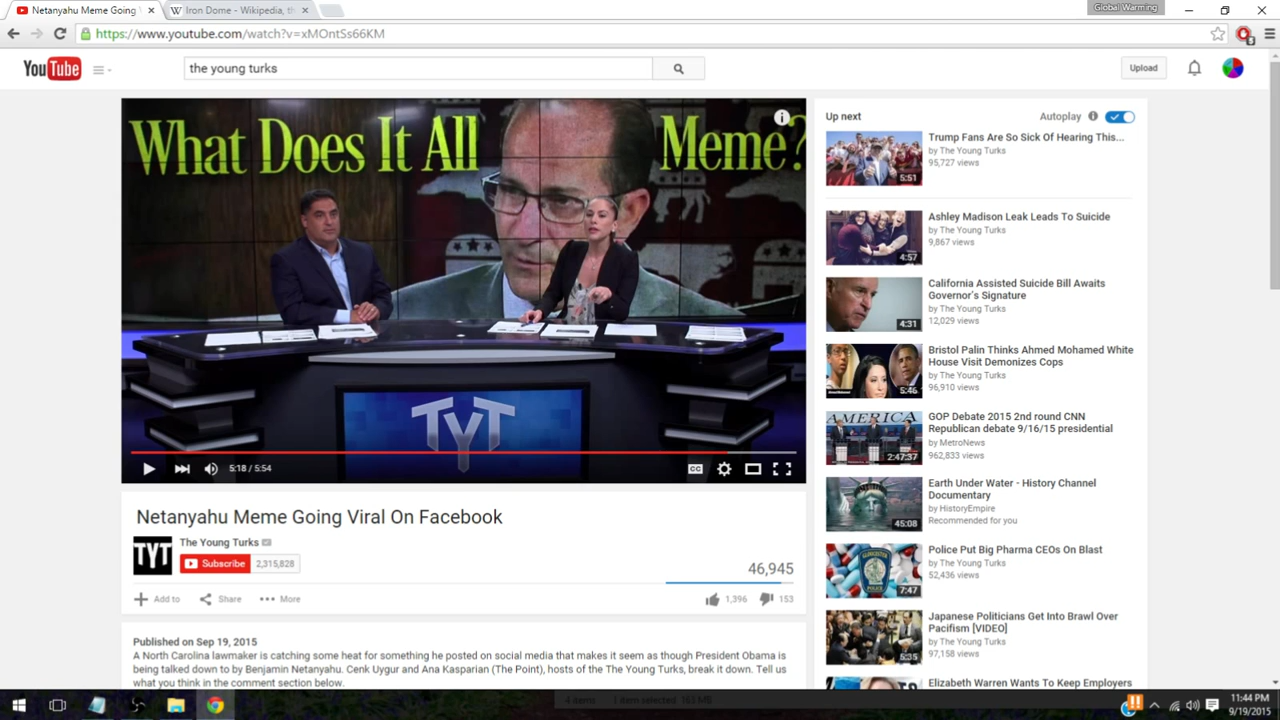 Netanyahu Meme Going
Iron Dome - Wikipedia, th
Global Warming
https://www.youtube.com/watch?v=xMOntSs66KM
YouTube
the young turks
Upload
What Does It All Meme?
TYT
5:18 / 5:54
CC
Netanyahu Meme Going Viral On Facebook
TYT
The Young Turks
Subscribe
2,315,828
46,945
Add to
Share
More
1,396
153
Published on Sep 19, 2015
A North Carolina lawmaker is catching some heat for something he posted on social media that makes it seem as though President Obama is
being talked down to by Benjamin Netanyahu. Cenk Uygur and Ana Kasparian (The Point), hosts of the The Young Turks, break it down. Tell us
what you think in the comment section below.
Up next
Autoplay
Trump Fans Are So Sick Of Hearing This...
by The Young Turks
95,727 views
5:51
Ashley Madison Leak Leads To Suicide
by The Young Turks
9,867 views
4:57
California Assisted Suicide Bill Awaits
Governor's Signature
by The Young Turks
12,029 views
4:31
Bristol Palin Thinks Ahmed Mohamed White
House Visit Demonizes Cops
by The Young Turks
96,910 views
5:46
GOP Debate 2015 2nd round CNN
Republican debate 9/16/15 presidential
by MetroNews
962,833 views
AMERICA
2:47:37
Earth Under Water - History Channel
Documentary
by HistoryEmpire
Recommended for you
45:08
Police Put Big Pharma CEOs On Blast
by The Young Turks
52,436 views
7:47
Japanese Politicians Get Into Brawl Over
Pacifism [VIDEO]
by The Young Turks
97,158 views
5:35
Elizabeth Warren Wants To Keep Employers
4 items
1 item selected 163 MB
11:44 PM
9/19/2015